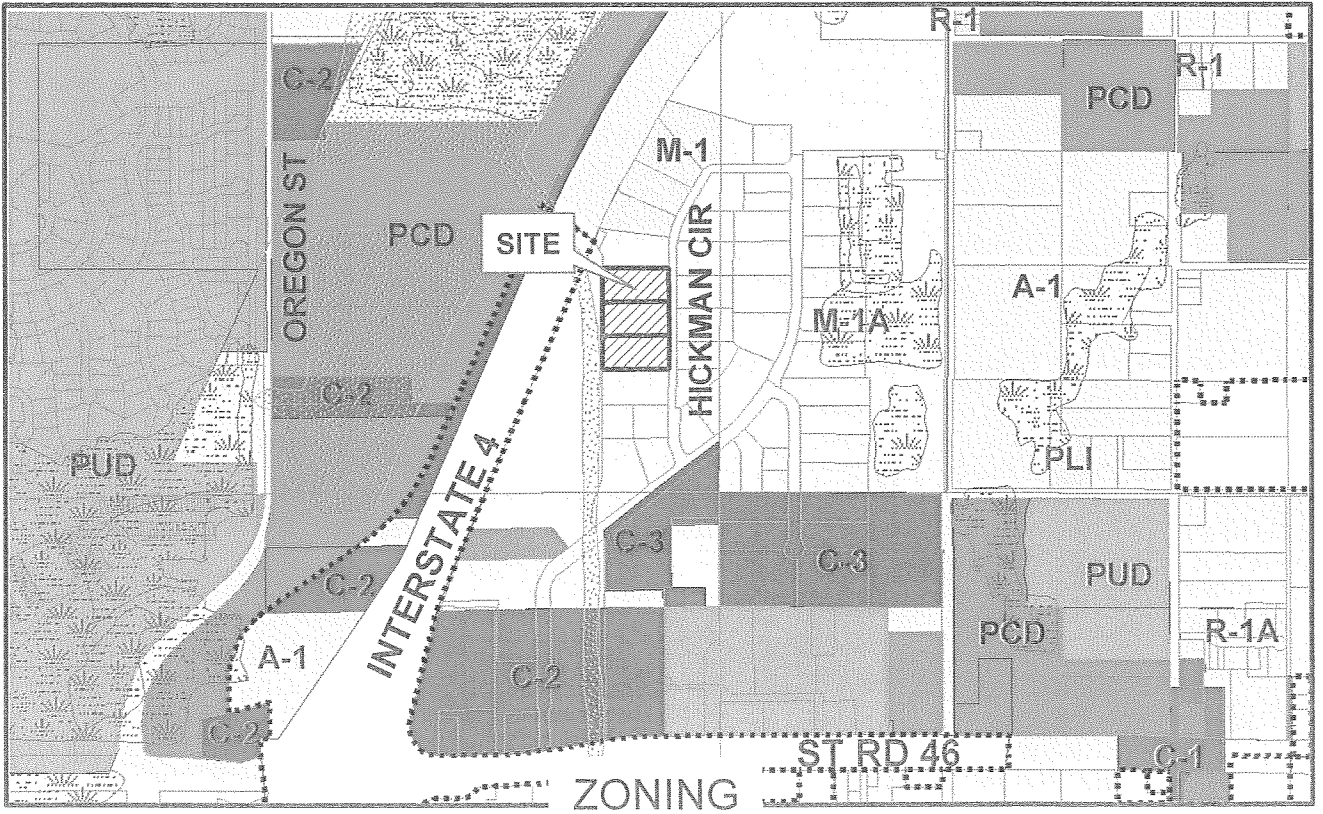 R-1
C-2
R-1
PCD
M-1
OREGON ST
PCD
SITE
HICKMAN CIR
A-1
M-1A
C-2
PUD
INTERSTATE 4
PLI
C-3
C-3
C-2
PUD
PCD
R-1A
A-1
C-2
C-2
ST RD 46
C-1
ZONING